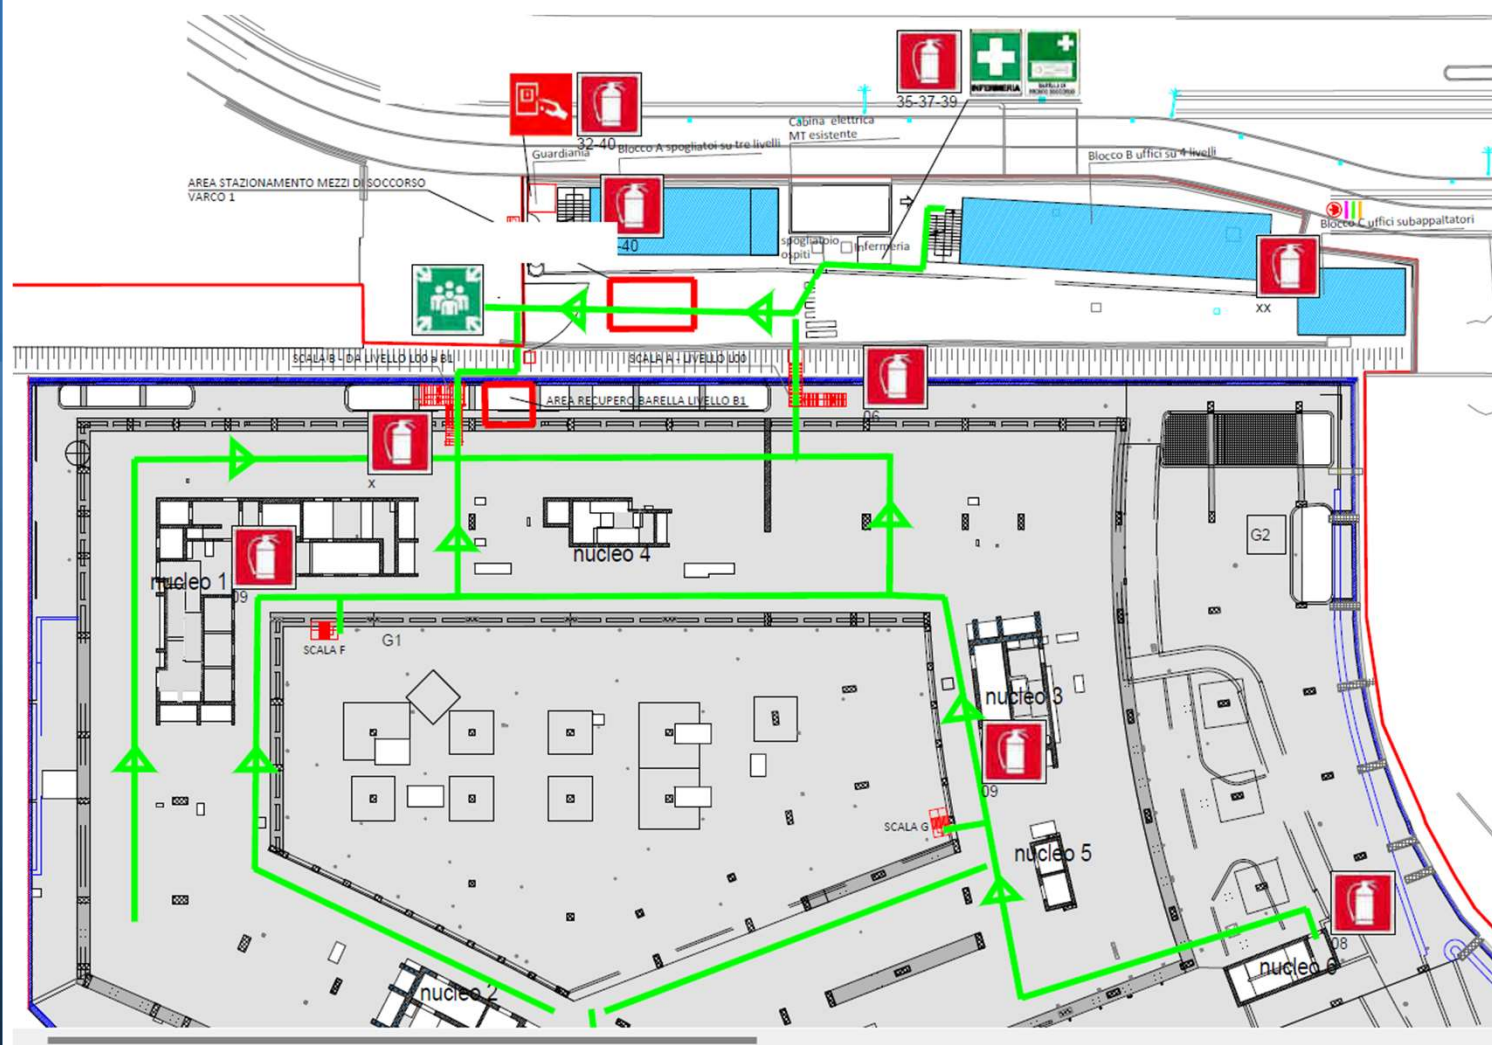 35-37-39
INFERMERIA
32-40
Cabina elettrica
MT esistente
Guardiania
Blocco A spogliatoi su tre livelli
Blocco B uffici su 4 livelli
AREA STAZIONAMENTO MEZZI DI SOCCORSO
VARCO 1
Blocco C uffici subappaltatori
-40
spogliatoio
ospiti
Infermeria
xx
SCALA B - DA LIVELLO L00 a B1
SCALA A - LIVELLO L00
AREA RECUPERO BARELLA LIVELLO B1
06
x
G2
nucleo 4
nucleo 1
09
G1
SCALA F
nucleo 3
09
SCALA G
nucleo 5
08
nucleo 6
nucleo 2